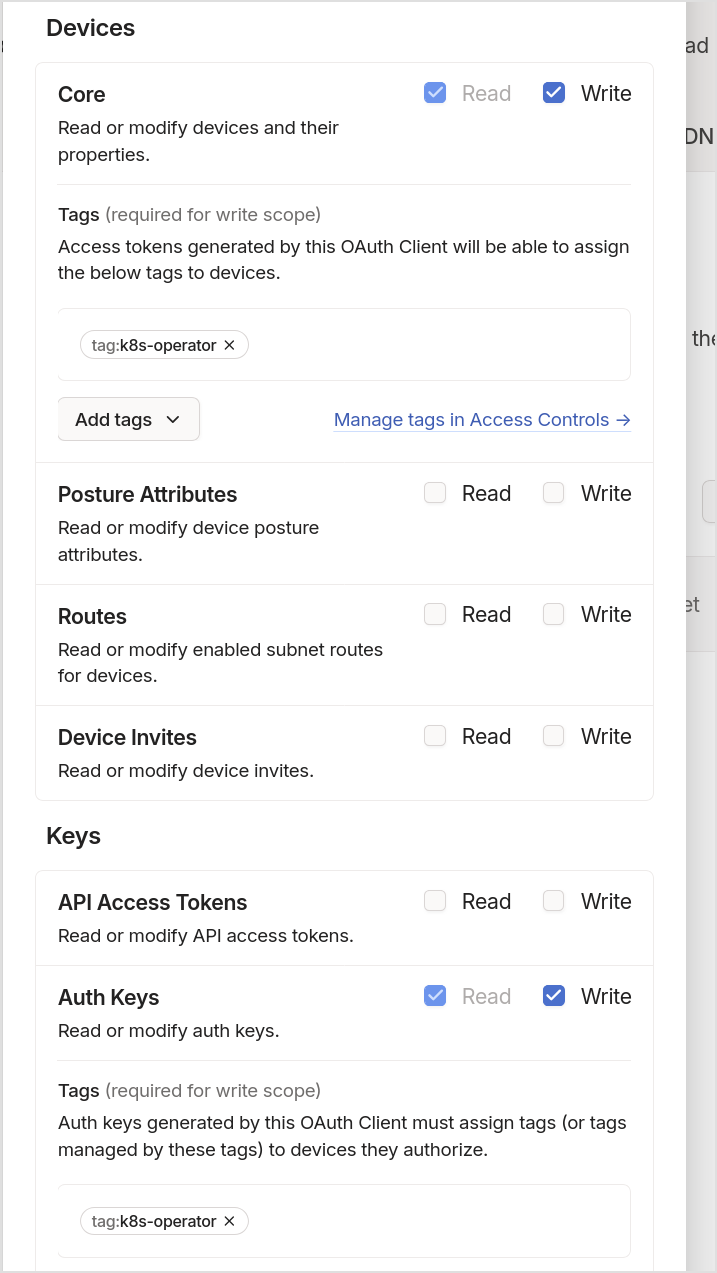 Devices
Core
Read
Write
Read or modify devices and their
properties.
Tags (required for write scope)
Access tokens generated by this OAuth Client will be able to assign
the below tags to devices.
tag:k8s-operator ×
Add tags
Manage tags in Access Controls →
Posture Attributes
Read
Write
Read or modify device posture
attributes.
Routes
Read
Write
Read or modify enabled subnet routes
for devices.
Device Invites
Read
Write
Read or modify device invites.
Keys
API Access Tokens
Read
Write
Read or modify API access tokens.
Auth Keys
Read
Write
Read or modify auth keys.
Tags (required for write scope)
Auth keys generated by this OAuth Client must assign tags (or tags
managed by these tags) to devices they authorize.
tag:k8s-operator ×